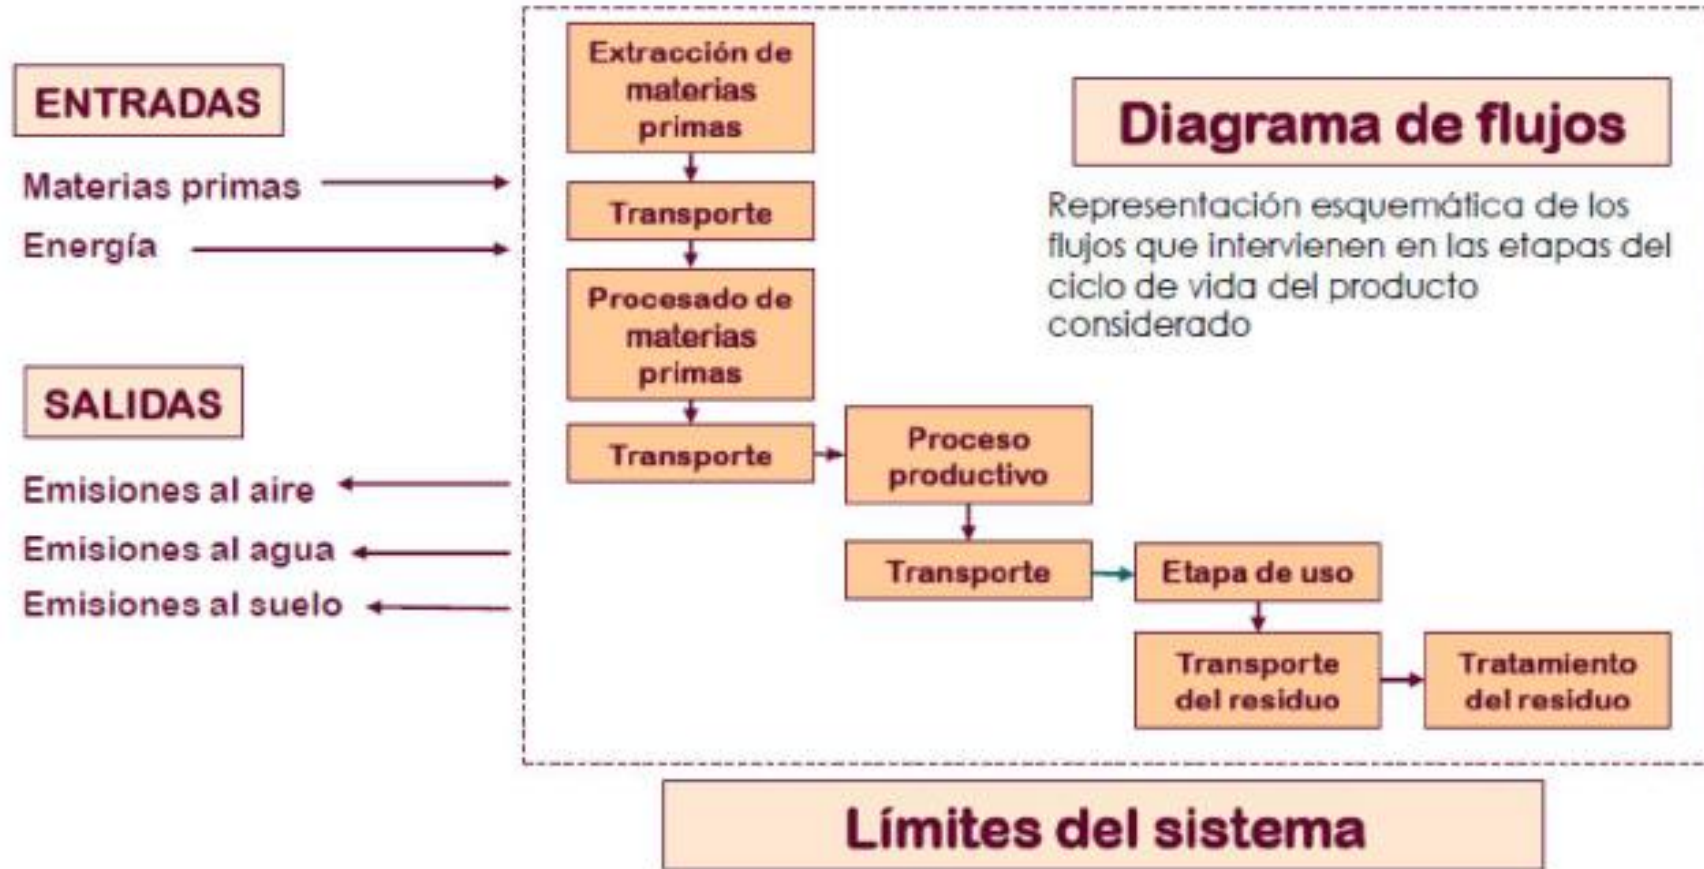 ENTRADAS
Materias primas
Energía
SALIDAS
Emisiones al aire
Emisiones al agua
Emisiones al suelo
Extracción de
materias
primas
Transporte
Procesado de
materias
primas
Transporte
Proceso
productivo
Transporte
Etapa de uso
Transporte
del residuo
Tratamiento
del residuo
Diagrama de flujos
Representación esquemática de los
flujos que intervienen en las etapas del
ciclo de vida del producto
considerado
Límites del sistema